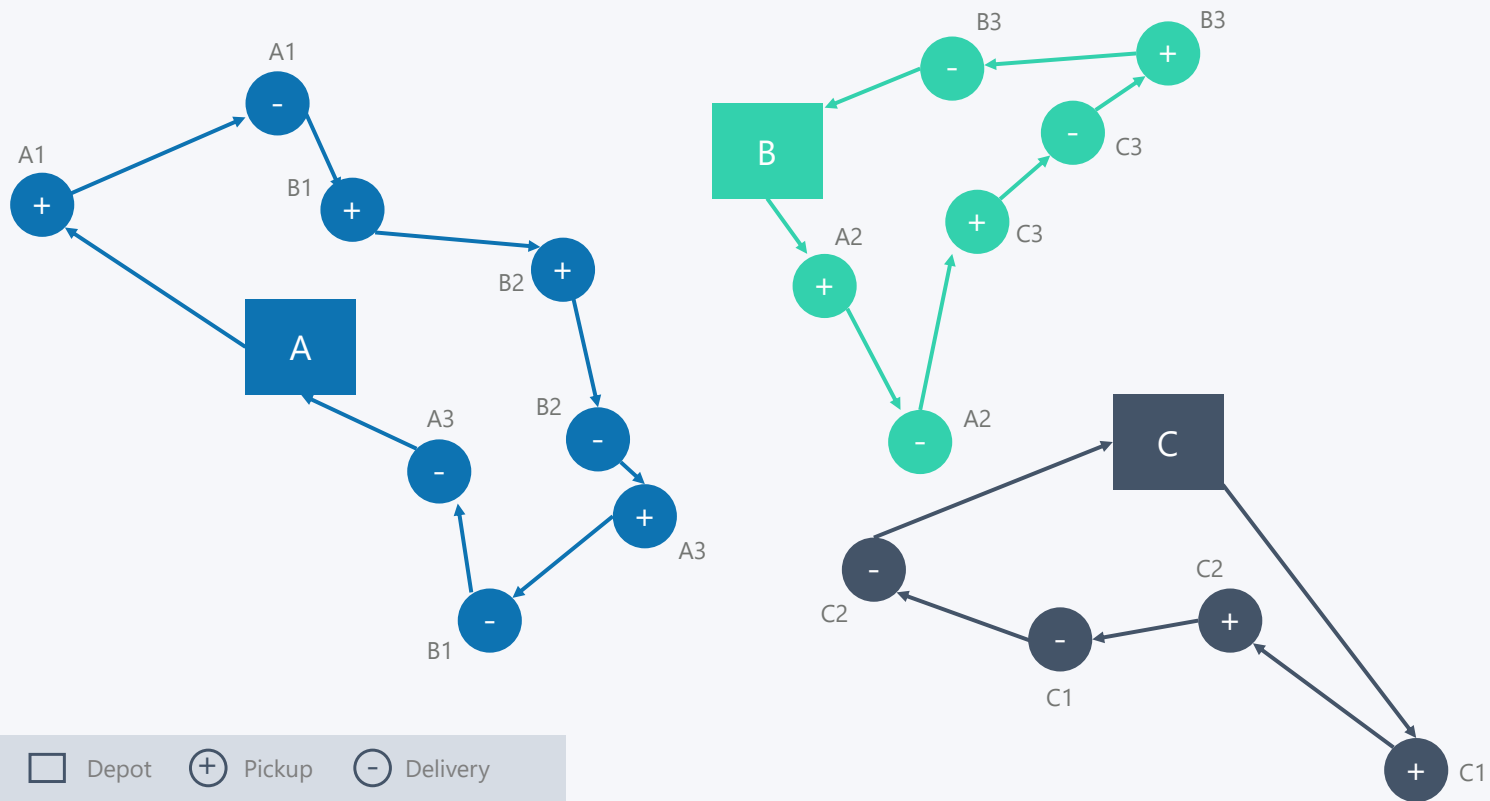 B3
B3
A1
-
+
-
A1
B
-
C3
+
B1
+
+
C3
A2
+
B2
+
A
A3
B2
-
A2
-
C
-
+
A3
-
C2
C2
-
B1
-
+
C1
+
C1
Depot
+
Pickup
-
Delivery